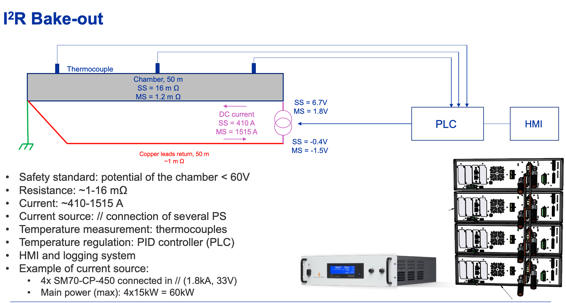 I²R Bake-out
Thermocouple
Chamber, 50 m
SS = 16 m Ω
MS = 1.2 m Ω
DC current
SS = 410 A
MS = 1515 A
SS = 6.7V
MS = 1.8V
SS = -0.4V
MS = -1.5V
PLC
HMI
Copper leads return, 50 m
~1 m Ω
• Safety standard: potential of the chamber < 60V
• Resistance: ~1-16 mΩ
• Current: ~410-1515 A
• Current source: // connection of several PS
• Temperature measurement: thermocouples
• Temperature regulation: PID controller (PLC)
• HMI and logging system
• Example of current source:
• 4x SM70-CP-450 connected in // (1.8kA, 33V)
• Main power (max): 4x15kW = 60kW